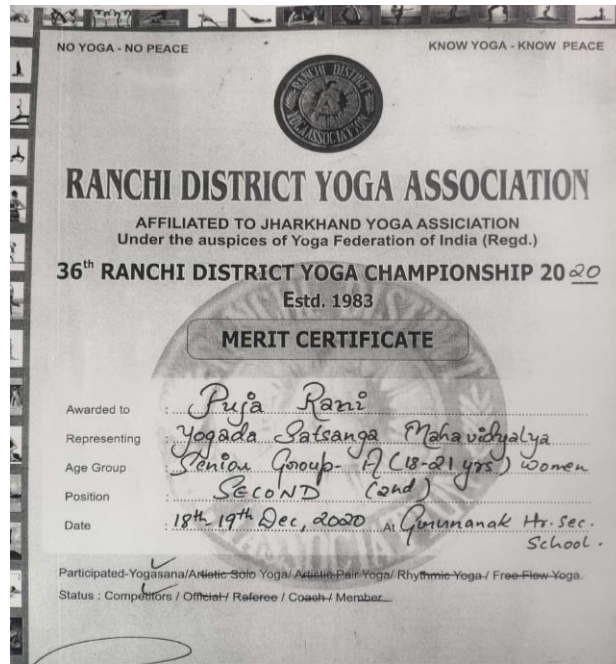 NO YOGA - NO PEACE
KNOW YOGA - KNOW PEACE
RANCHI DISTRICT
YOGA ASSOCIATION
RANCHI DISTRICT YOGA ASSOCIATION
AFFILIATED TO JHARKHAND YOGA ASSICIATION
Under the auspices of Yoga Federation of India (Regd.)
36th RANCHI DISTRICT YOGA CHAMPIONSHIP 2020
Estd. 1983
MERIT CERTIFICATE
Awarded to : Puja Rani
Representing : Yogada Satsanga Mahavidyalya
Age Group : Senior Group- A (18-21 yrs) women
Position : SECOND (2nd)
Date : 18th-19th Dec, 2020 At Gurunanak Hr. Sec.
School.
Participated-Yogasana/Artistic Solo Yoga/ Artistic Pair Yoga/ Rhythmic Yoga / Free Flow Yoga.
Status : Competitors / Official / Referee / Coach / Member